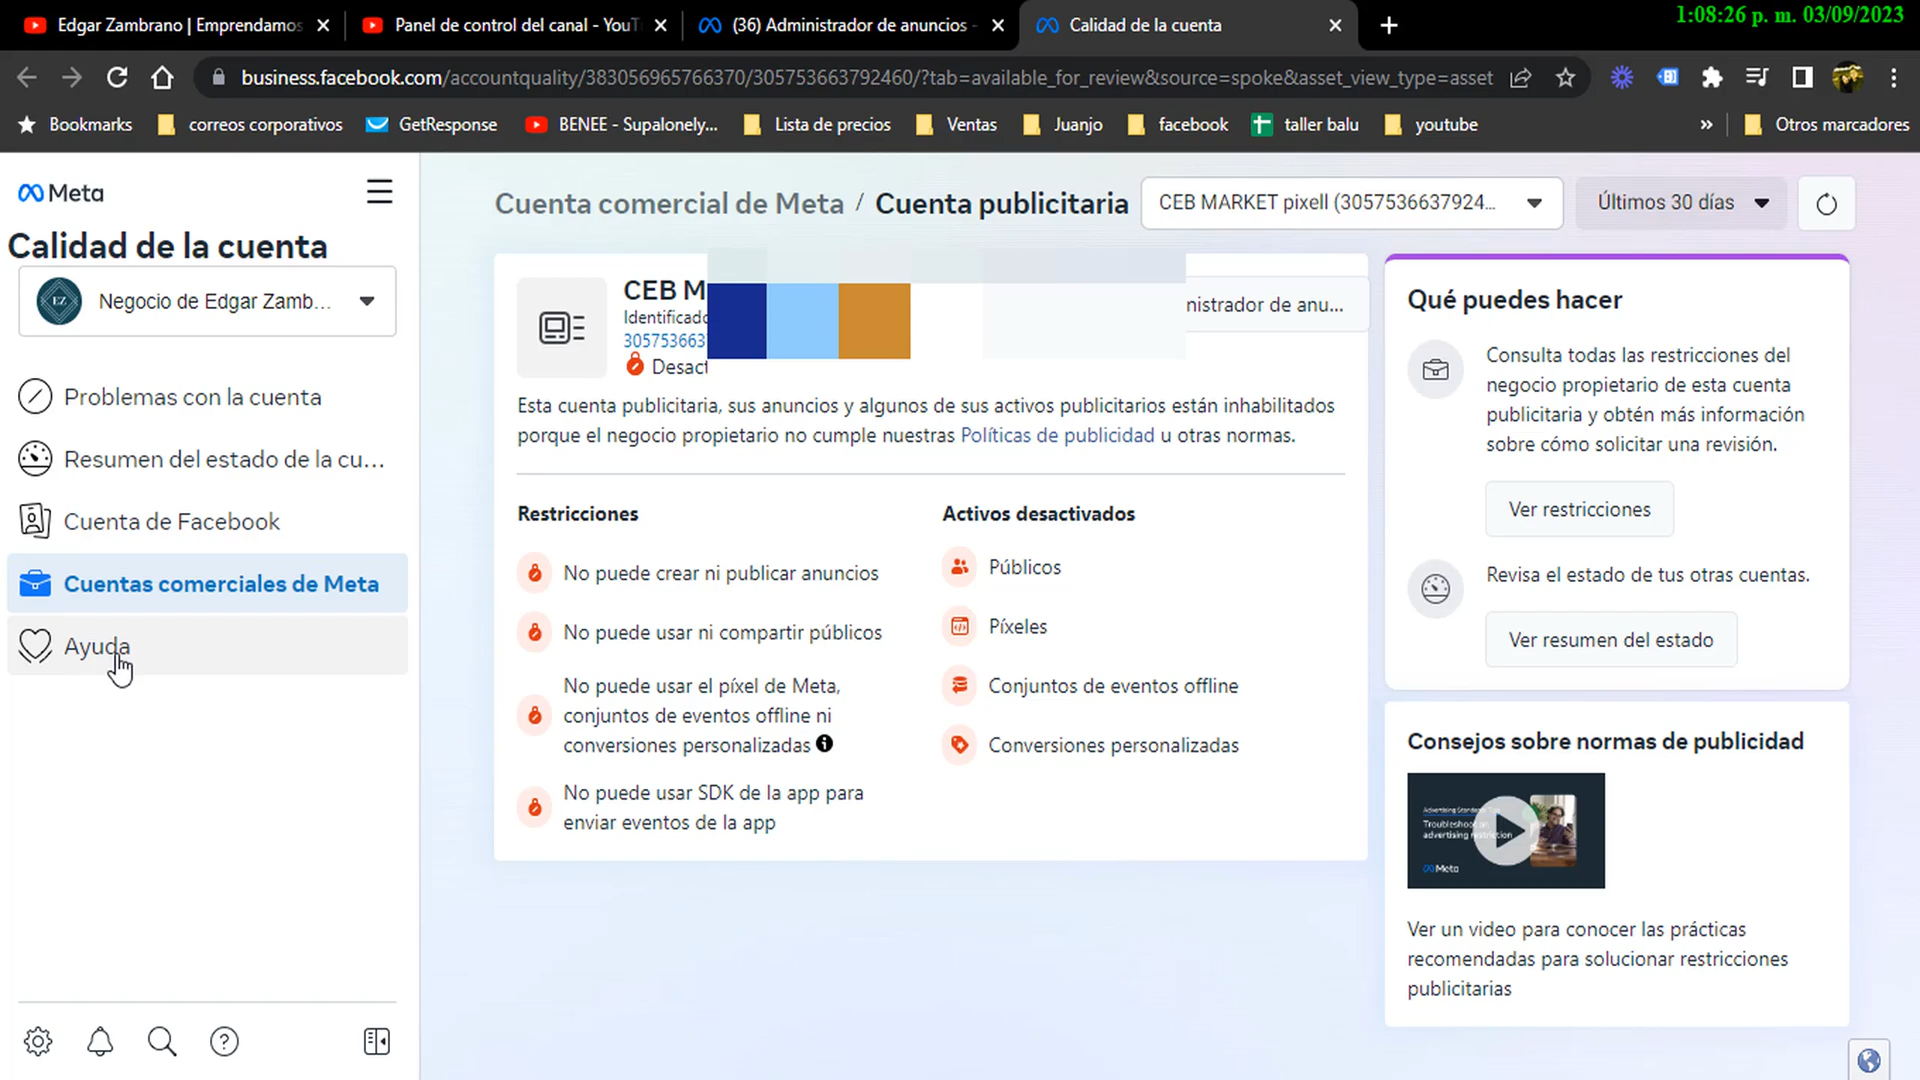 1:08:26 p. m. 03/09/2023
Edgar Zambrano | Emprendamos
Panel de control del canal - YouT
(36) Administrador de anuncios -
Calidad de la cuenta
business.facebook.com/accountquality/383056965766370/305753663792460/?tab=available_for_review&source=spoke&asset_view_type=asset
Bookmarks
correos corporativos
GetResponse
BENEE - Supalonely...
Lista de precios
Ventas
Juanjo
facebook
taller balu
youtube
»
Otros marcadores
Meta
Calidad de la cuenta
EZ
Negocio de Edgar Zamb...
Problemas con la cuenta
Resumen del estado de la cu...
Cuenta de Facebook
Cuentas comerciales de Meta
Ayuda
Cuenta comercial de Meta / Cuenta publicitaria
CEB MARKET pixell (3057536637924...
Últimos 30 días
CEB M
Identificado
305753663
Desact
nistrador de anu...
Esta cuenta publicitaria, sus anuncios y algunos de sus activos publicitarios están inhabilitados
porque el negocio propietario no cumple nuestras Políticas de publicidad u otras normas.
Restricciones
No puede crear ni publicar anuncios
No puede usar ni compartir públicos
No puede usar el píxel de Meta,
conjuntos de eventos offline ni
conversiones personalizadas
No puede usar SDK de la app para
enviar eventos de la app
Activos desactivados
Públicos
Píxeles
Conjuntos de eventos offline
Conversiones personalizadas
Qué puedes hacer
Consulta todas las restricciones del
negocio propietario de esta cuenta
publicitaria y obtén más información
sobre cómo solicitar una revisión.
Ver restricciones
Revisa el estado de tus otras cuentas.
Ver resumen del estado
Consejos sobre normas de publicidad
Troubleshoot an
advertising restriction
Meta
Ver un video para conocer las prácticas
recomendadas para solucionar restricciones
publicitarias